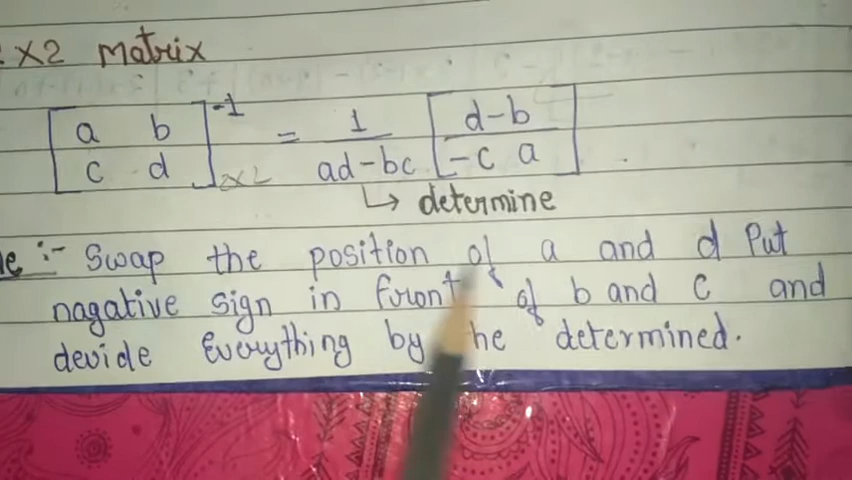 X2 Matrix
[a b
c d]^-1 2x2 = 1/ad-bc [d -b
-c a]
↳ determine
:- Swap the position of a and d Put
nagative sign in front of b and c and
devide Everything by the determined.